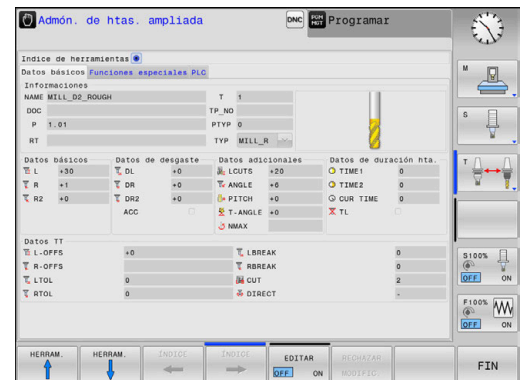 Admón. de htas. ampliada
DNC
PGM MGT
Programar
Indice de herramientas
Datos básicos Funciones especiales PLC
Informaciones
NAME MILL_D2_ROUGH T 1
DOC TP_NO
P 1.01 PTYP 0
RT TYP MILL_R
Datos básicos Datos de desgaste Datos adicionales Datos de duración hta.
L +30 DL +0 LCUTS +20 TIME1 0
R +1 DR +0 ANGLE +6 TIME2 0
R2 +0 DR2 +0 PITCH +0 CUR TIME 0
ACC T-ANGLE +0 TL
NMAX
Datos TT
L-OFFS +0 LBREAK 0
R-OFFS RBREAK 0
LTOL 0 CUT 2
RTOL 0 DIRECT -
M
S
T
S100%
OFF ON
F100%
OFF ON
HERRAM. HERRAM. INDICE INDICE EDITAR RECHAZAR
OFF ON MODIFIC.
FIN